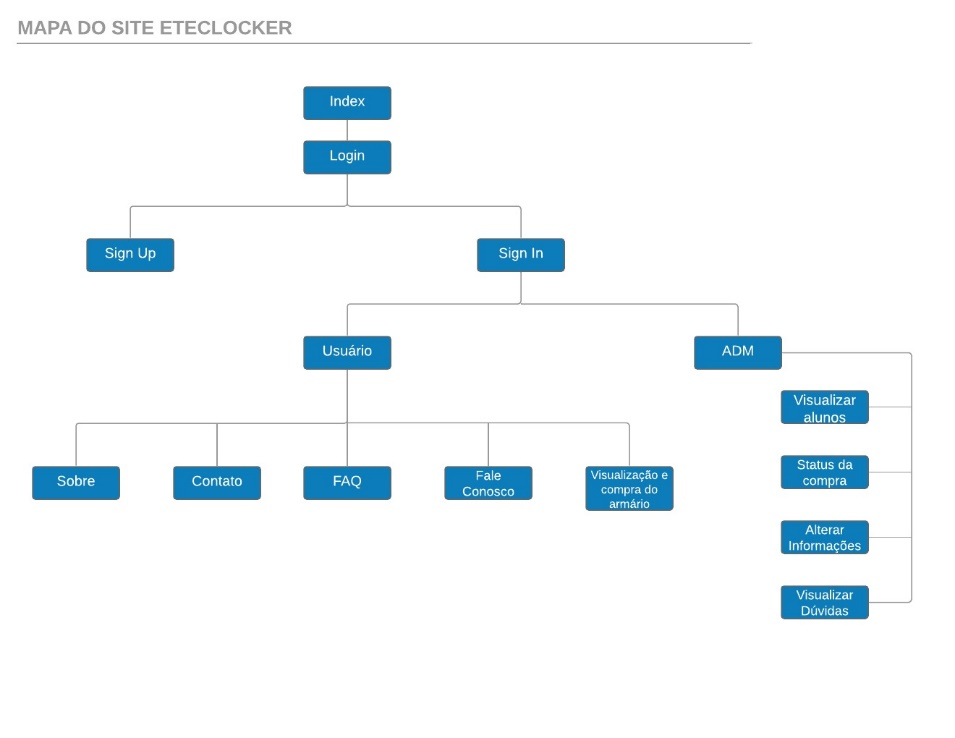 MAPA DO SITE ETECLOCKER
Index
Login
Sign Up
Sign In
Usuário
ADM
Visualizar
alunos
Sobre
Contato
FAQ
Fale
Conosco
Visualização e
compra do
armário
Status da
compra
Alterar
Informações
Visualizar
Dúvidas